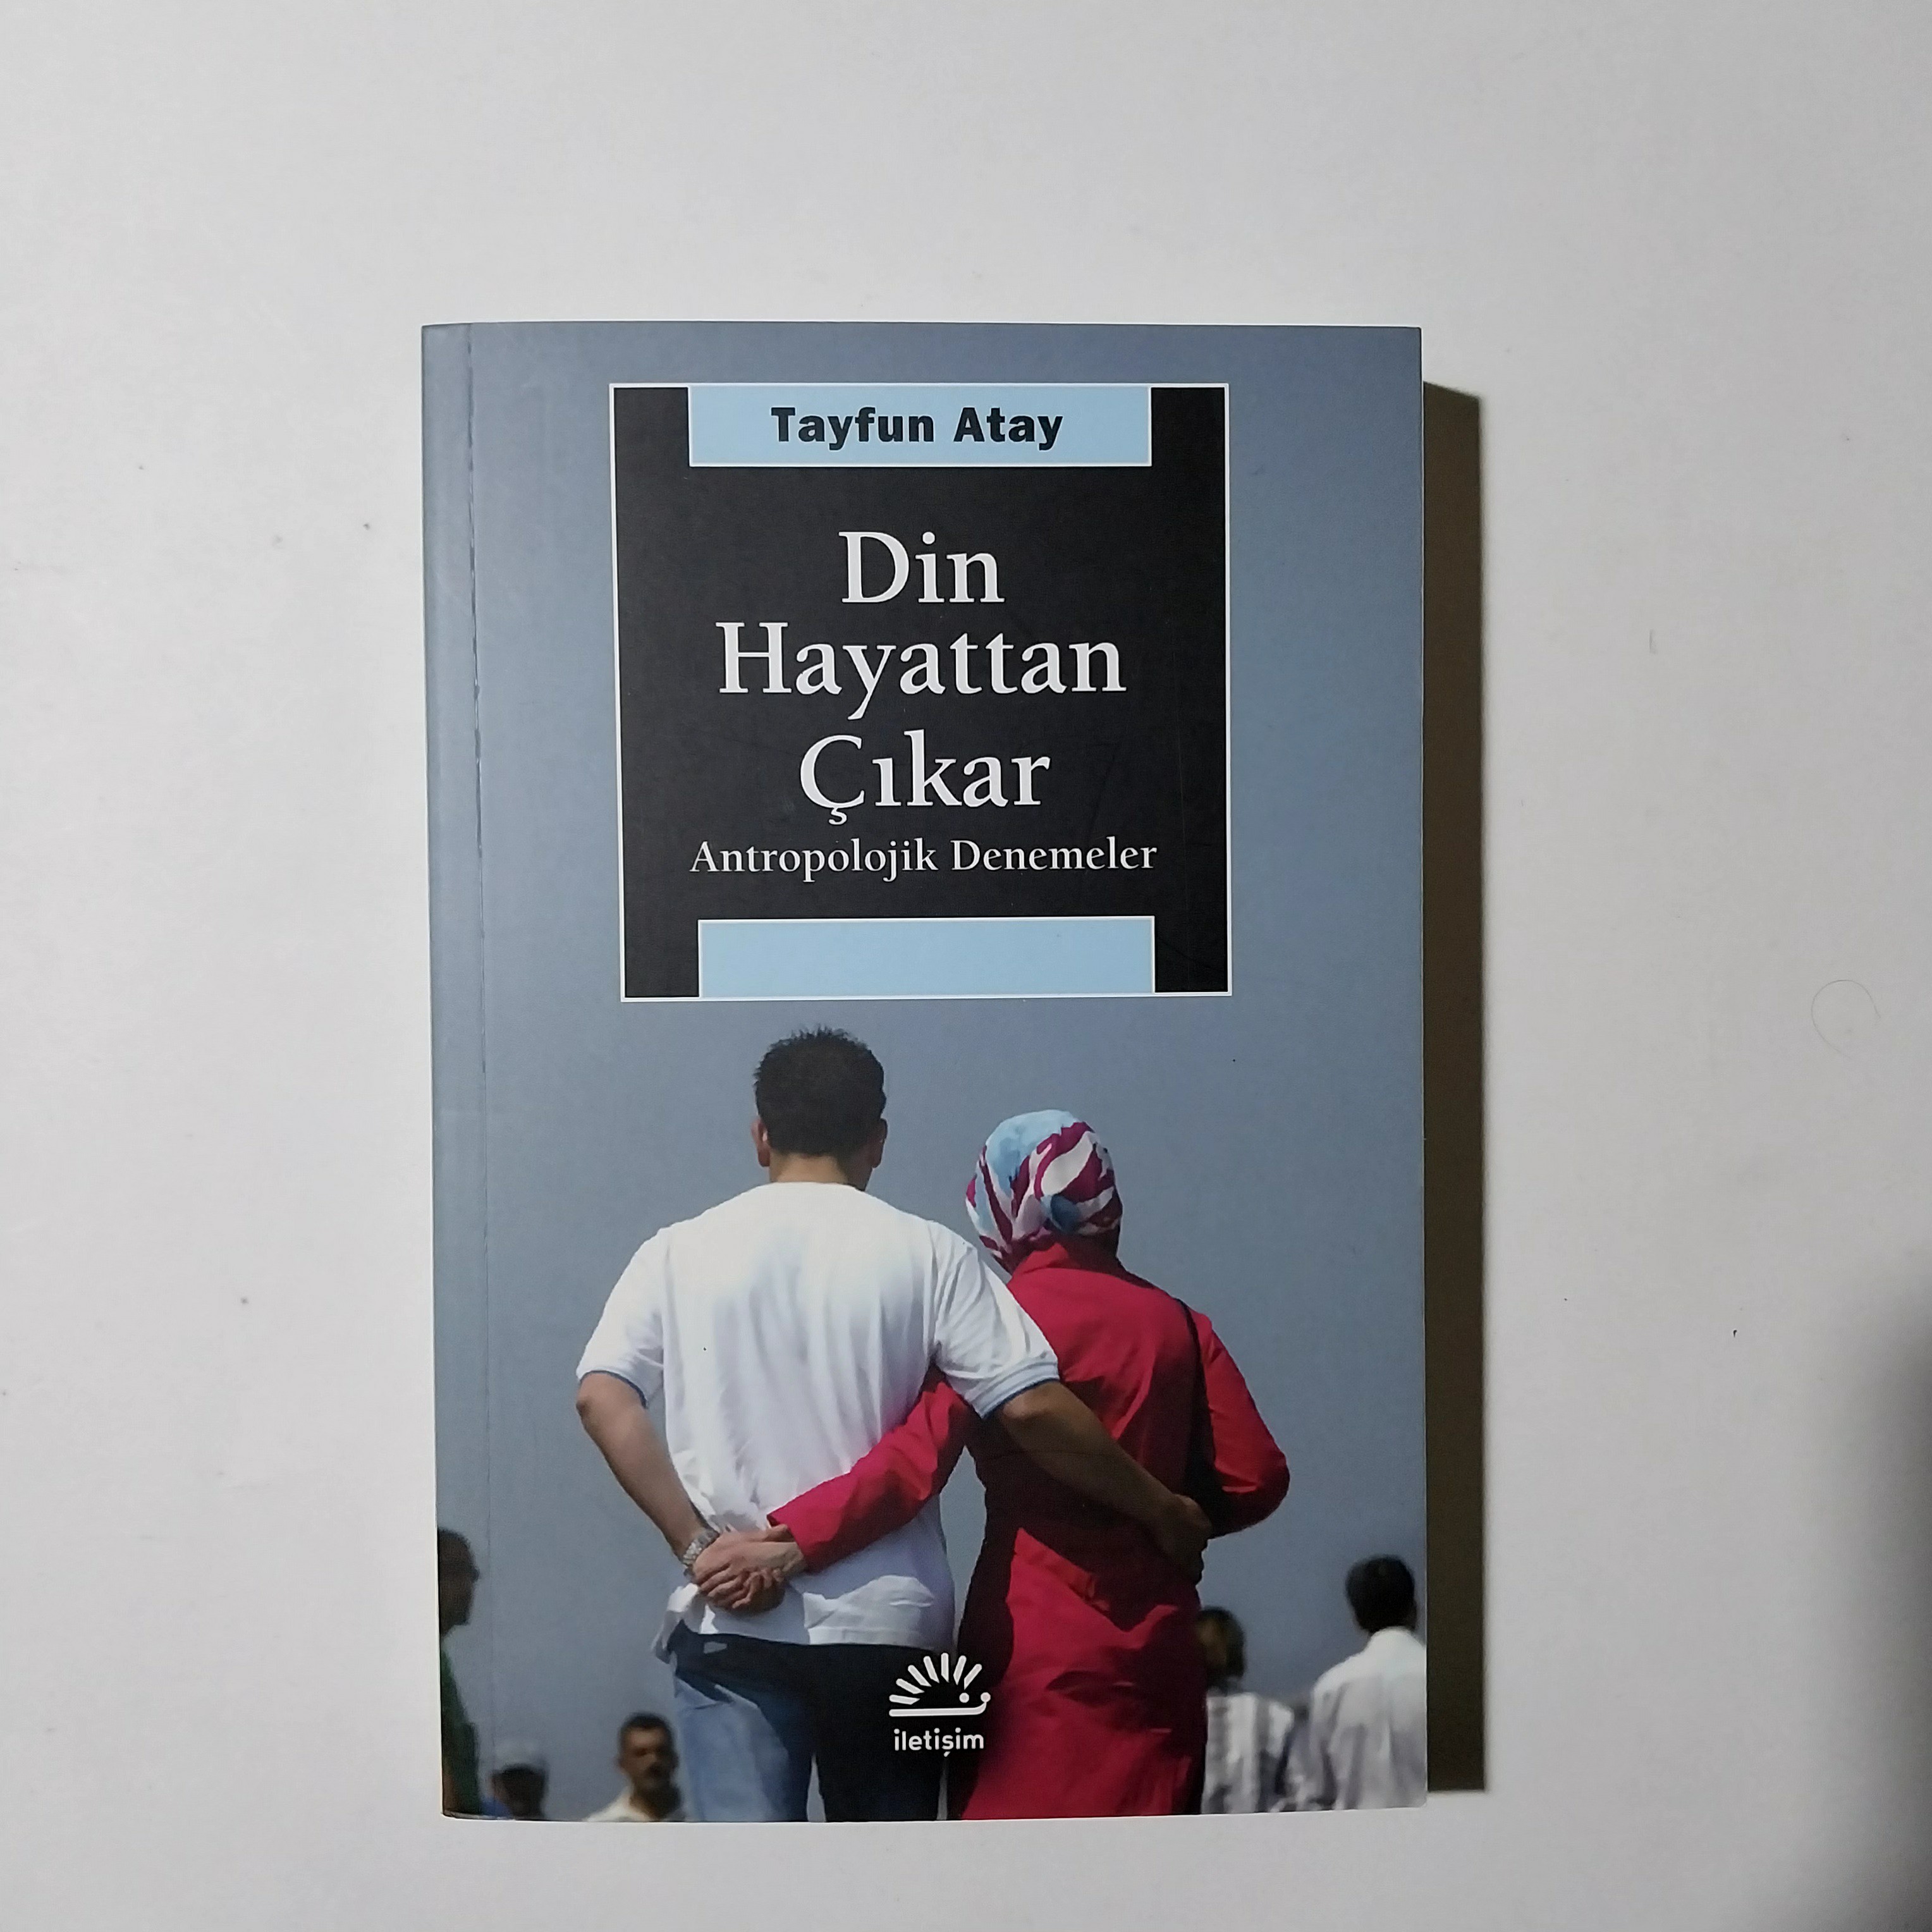 Tayfun Atay
Din
Hayattan
Çıkar
Antropolojik Denemeler
iletişim